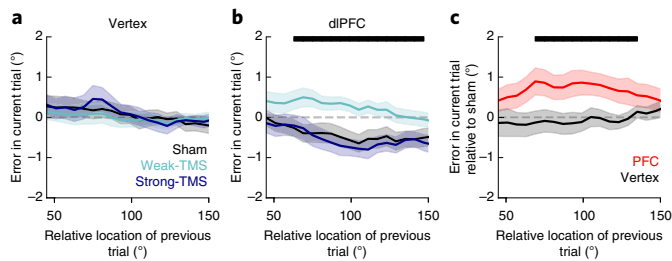 a
Vertex
Error in current trial (°)
2
1
0
−1
−2
Sham
Weak-TMS
Strong-TMS
50
100
150
Relative location of previous
trial (°)
b
dlPFC
Error in current trial (°)
2
1
0
−1
−2
50
100
150
Relative location of previous
trial (°)
c
Error in current trial
relative to sham (°)
2
1
0
−1
−2
PFC
Vertex
50
100
150
Relative location of previous
trial (°)